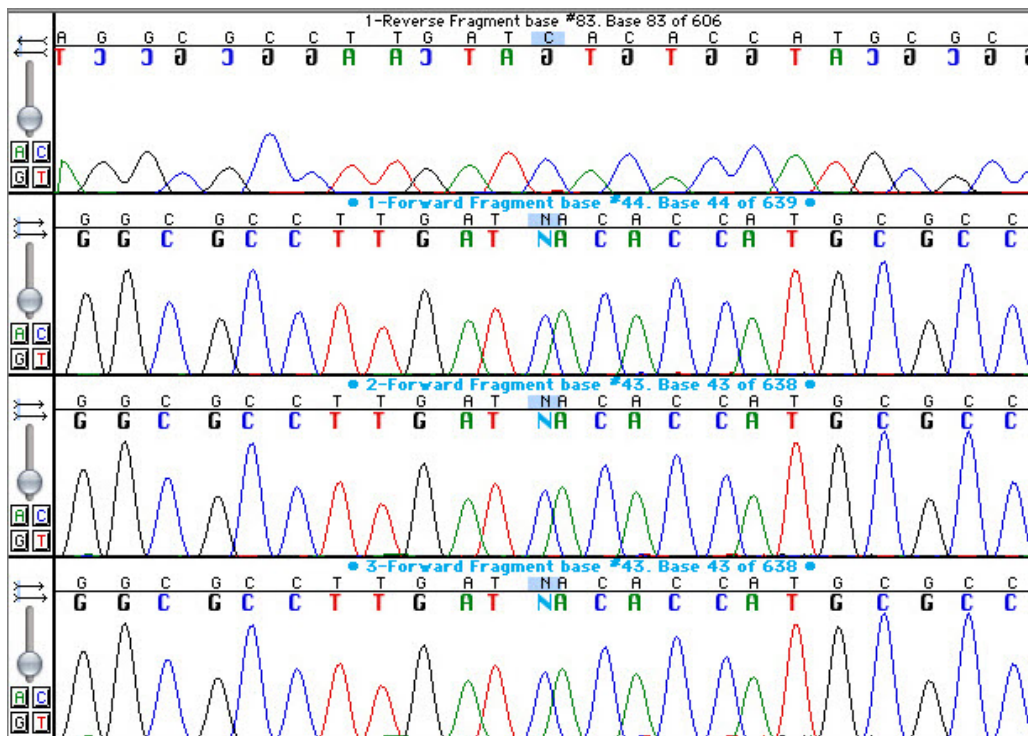 1-Reverse Fragment base #83. Base 83 of 606
A G G C G C C T T G A T C A C A C C A T G C G C
T C C G C G G A A C T A G T G T G G T A C G C G
A C
G T
1-Forward Fragment base #44. Base 44 of 639
G G C G C C T T G A T N A C A C C A T G C G C C
G G C G C C T T G A T N A C A C C A T G C G C C
A C
G T
2-Forward Fragment base #43. Base 43 of 638
G G C G C C T T G A T N A C A C C A T G C G C C
G G C G C C T T G A T N A C A C C A T G C G C C
A C
G T
3-Forward Fragment base #43. Base 43 of 638
G G C G C C T T G A T N A C A C C A T G C G C C
G G C G C C T T G A T N A C A C C A T G C G C C
A C
G T